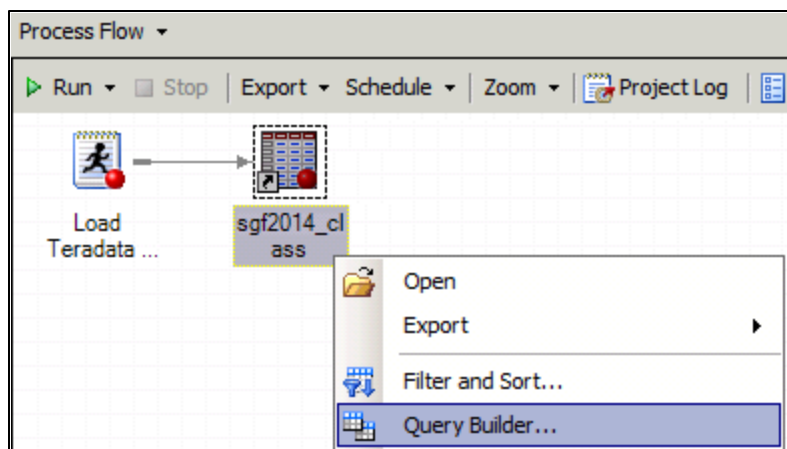 Process Flow
Run Stop Export Schedule Zoom Project Log
Load
Teradata ...
sgf2014_cl
ass
Open
Export
Filter and Sort...
Query Builder...